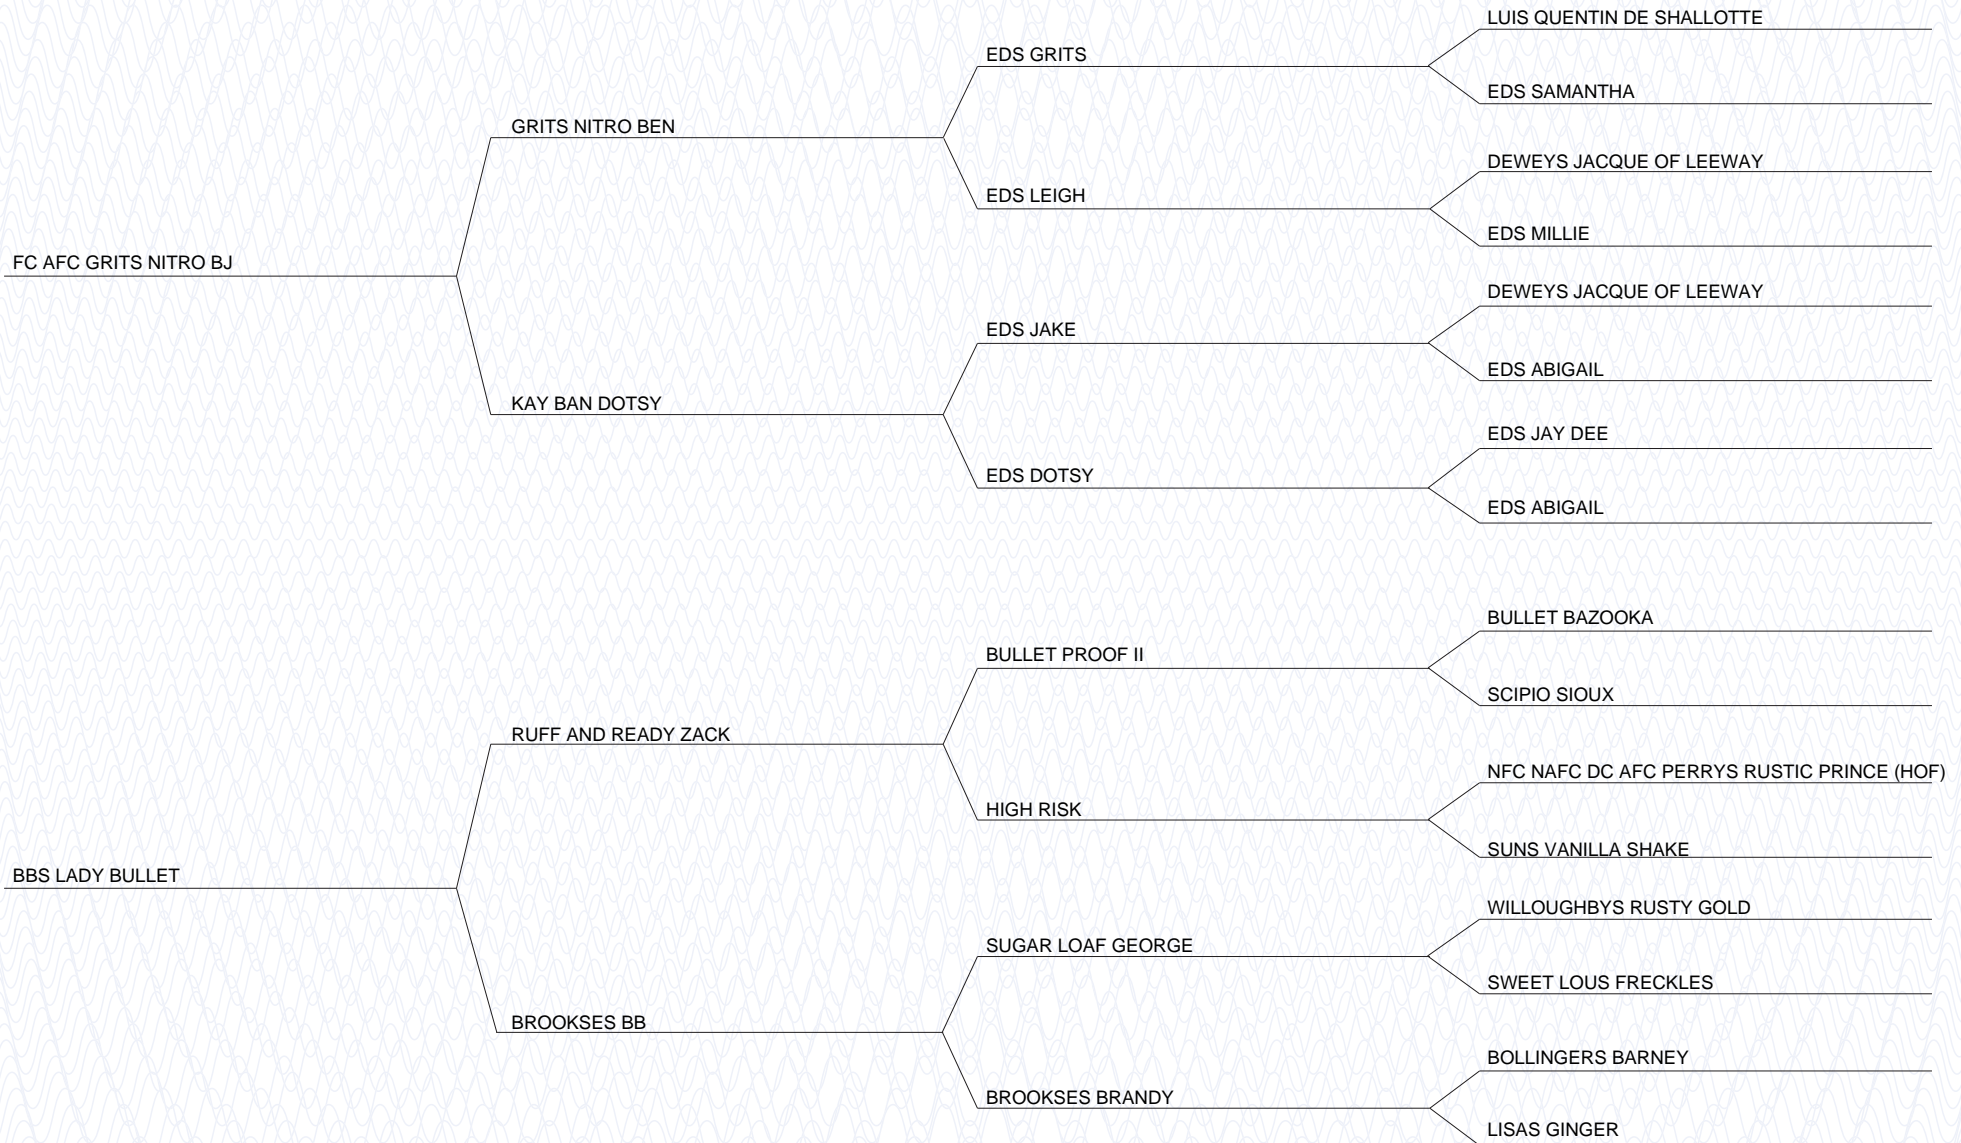 LUIS QUENTIN DE SHALLOTTE
EDS GRITS
EDS SAMANTHA
GRITS NITRO BEN
DEWEYS JACQUE OF LEEWAY
EDS LEIGH
EDS MILLIE
FC AFC GRITS NITRO BJ
DEWEYS JACQUE OF LEEWAY
EDS JAKE
EDS ABIGAIL
KAY BAN DOTSY
EDS JAY DEE
EDS DOTSY
EDS ABIGAIL
BULLET BAZOOKA
BULLET PROOF II
SCIPIO SIOUX
RUFF AND READY ZACK
NFC NAFC DC AFC PERRYS RUSTIC PRINCE (HOF)
HIGH RISK
SUNS VANILLA SHAKE
BBS LADY BULLET
WILLOUGHBYS RUSTY GOLD
SUGAR LOAF GEORGE
SWEET LOUS FRECKLES
BROOKSES BB
BOLLINGERS BARNEY
BROOKSES BRANDY
LISAS GINGER